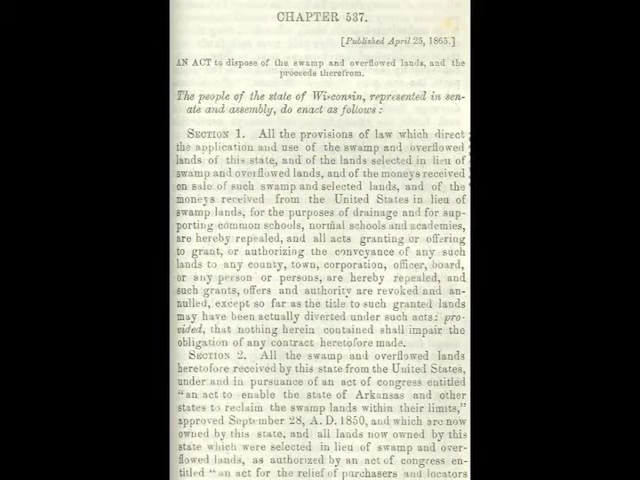 CHAPTER 537.
[Published April 25, 1865.]
AN ACT to dispose of the swamp and overflowed lands, and the
proceeds therefrom.
The people of the state of Wisconsin, represented in sen-
ate and assembly, do enact as follows:
SECTION 1. All the provisions of law which direct
the application and use of the swamp and overflowed
lands of this state, and of the lands selected in lieu of
swamp and overflowed lands, and of the moneys received
on sale of such swamp and selected lands, and of the
moneys received from the United States in lieu of
swamp lands, for the purposes of drainage and for sup-
porting common schools, normal schools and academies,
are hereby repealed, and all acts granting or offering
to grant, or authorizing the conveyance of any such
lands to any county, town, corporation, officer, board,
or any person or persons, are hereby repealed, and
such grants, offers and authority are revoked and an-
nulled, except so far as the title to such granted lands
may have been actually diverted under such acts: pro-
vided, that nothing herein contained shall impair the
obligation of any contract heretofore made.
SECTION 2. All the swamp and overflowed lands
heretofore received by this state from the United States,
under and in pursuance of an act of congress entitled
"an act to enable the state of Arkansas and other
states to reclaim the swamp lands within their limits,"
approved September 28, A. D. 1850, and which are now
owned by this state, and all lands now owned by this
state which were selected in lieu of swamp and over-
flowed lands, as authorized by an act of congress en-
titled "an act for the relief of purchasers and locators